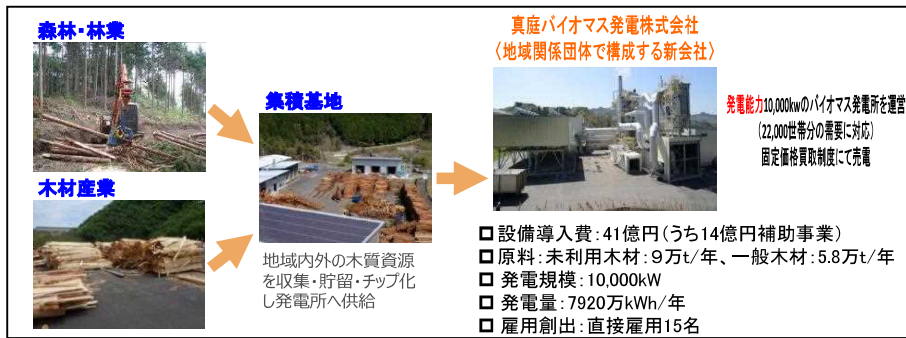 森林・林業
木材産業
集積基地
地域内外の木質資源
を収集・貯留・チップ化
し発電所へ供給
真庭バイオマス発電株式会社
〈地域関係団体で構成する新会社〉
発電能力10,000kwのバイオマス発電所を運営
(22,000世帯分の需要に対応)
固定価格買取制度にて売電
設備導入費:41億円(うち14億円補助事業)
原料:未利用木材:9万t/年、一般木材:5.8万t/年
発電規模:10,000kW
発電量:7920万kWh/年
雇用創出:直接雇用15名